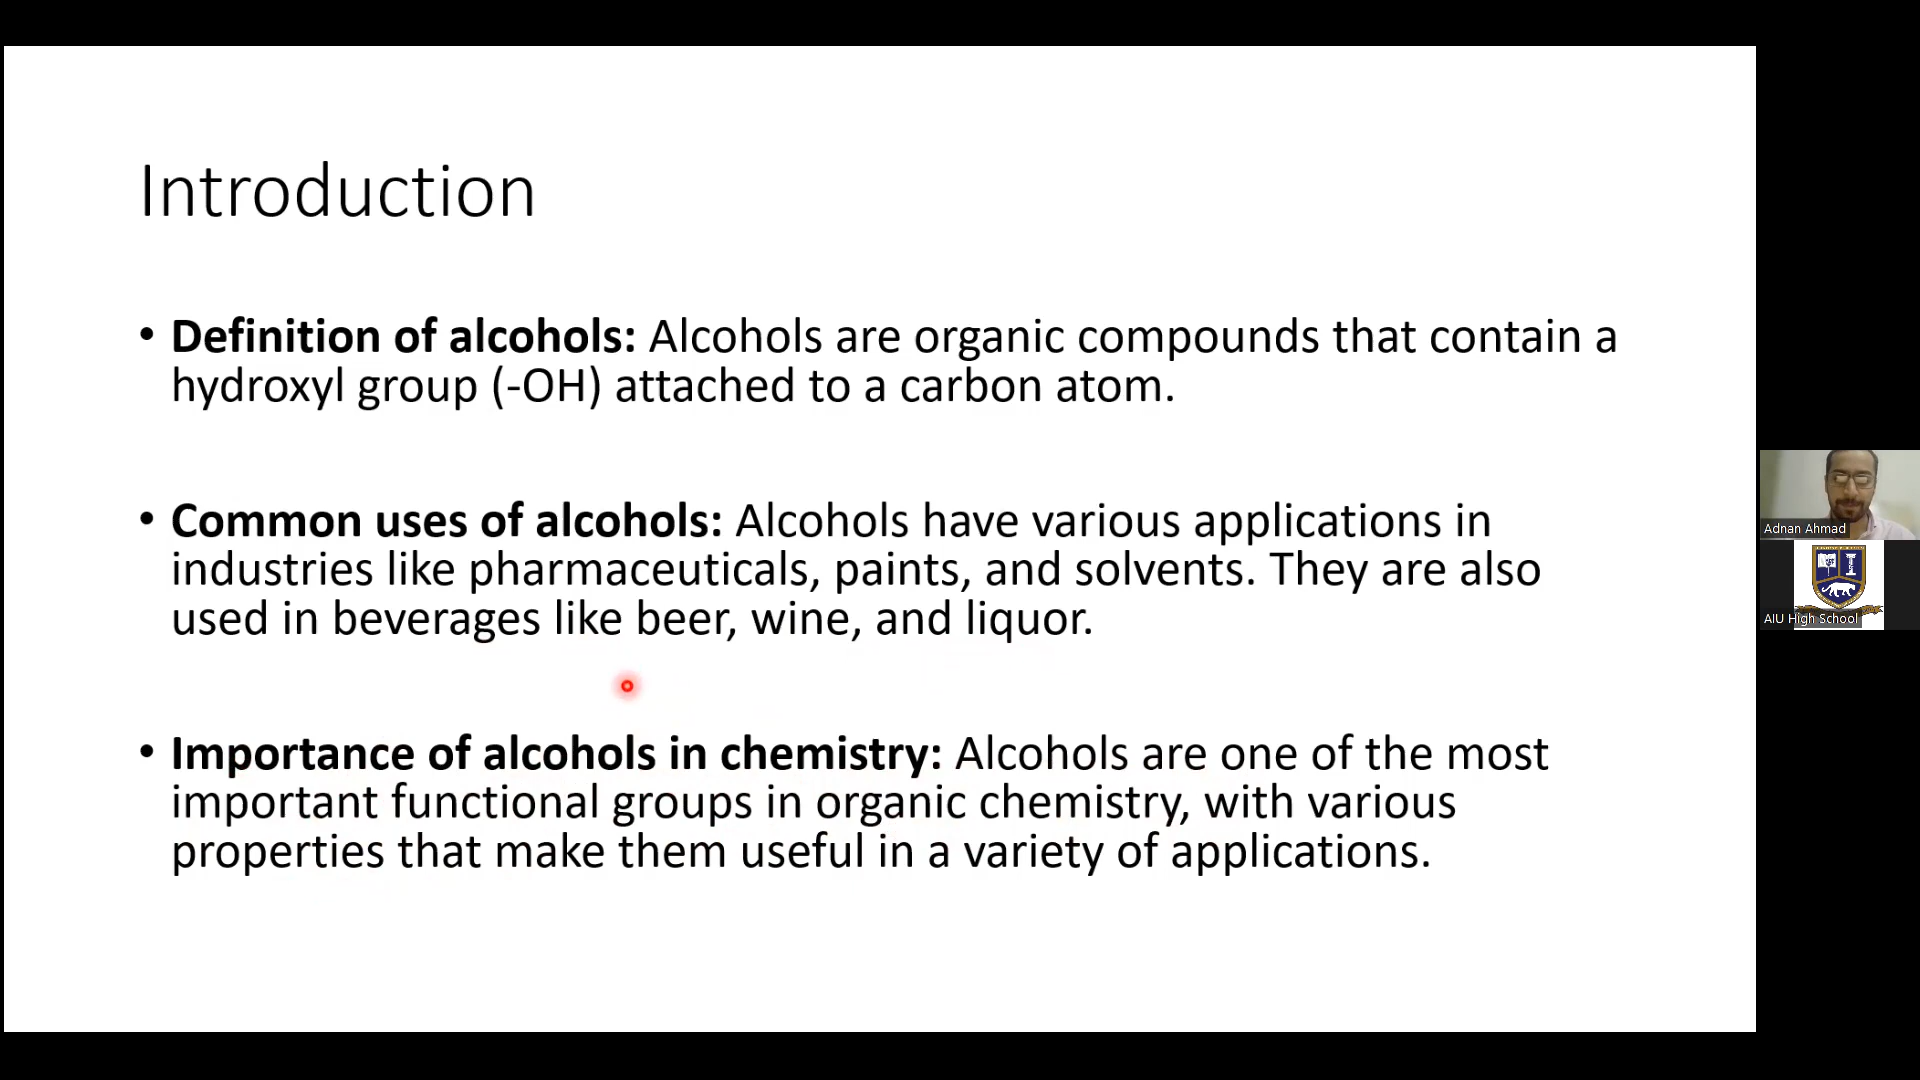 Introduction
• Definition of alcohols: Alcohols are organic compounds that contain a
hydroxyl group (-OH) attached to a carbon atom.
• Common uses of alcohols: Alcohols have various applications in
industries like pharmaceuticals, paints, and solvents. They are also
used in beverages like beer, wine, and liquor.
• Importance of alcohols in chemistry: Alcohols are one of the most
important functional groups in organic chemistry, with various
properties that make them useful in a variety of applications.
Adnan Ahmad
AIU High School